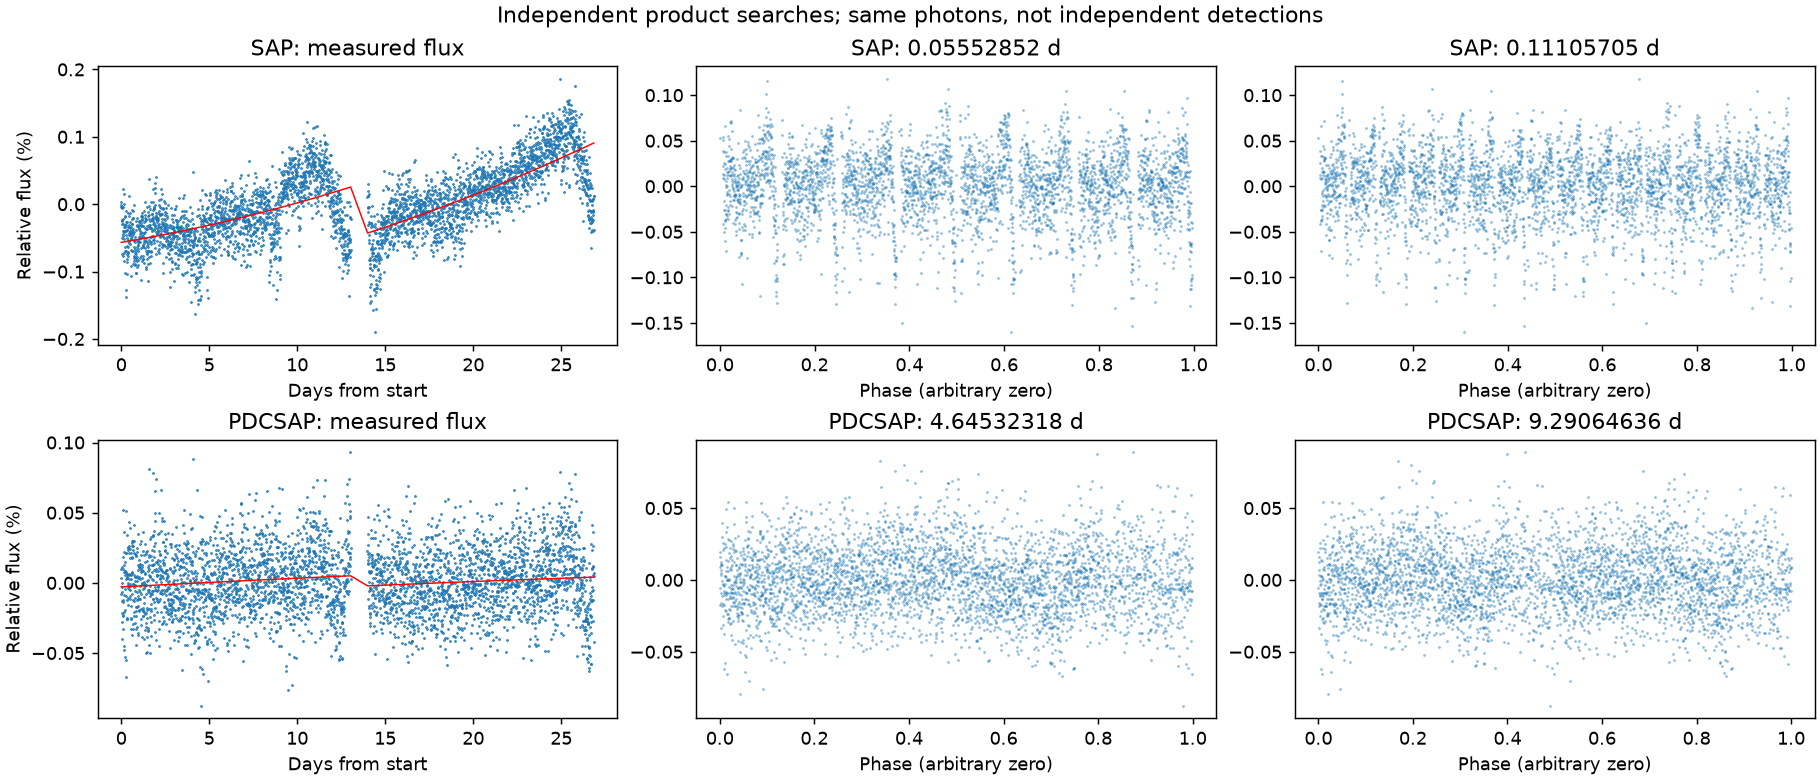 Independent product searches; same photons, not independent detections
SAP: measured flux
SAP: 0.05552852 d
SAP: 0.11105705 d
Relative flux (%)
0.2
0.1
0.0
−0.1
−0.2
0 5 10 15 20 25
Days from start
0.10
0.05
0.00
−0.05
−0.10
−0.15
0.0 0.2 0.4 0.6 0.8 1.0
Phase (arbitrary zero)
0.10
0.05
0.00
−0.05
−0.10
−0.15
0.0 0.2 0.4 0.6 0.8 1.0
Phase (arbitrary zero)
PDCSAP: measured flux
PDCSAP: 4.64532318 d
PDCSAP: 9.29064636 d
Relative flux (%)
0.10
0.05
0.00
−0.05
0 5 10 15 20 25
Days from start
0.05
0.00
−0.05
0.0 0.2 0.4 0.6 0.8 1.0
Phase (arbitrary zero)
0.05
0.00
−0.05
0.0 0.2 0.4 0.6 0.8 1.0
Phase (arbitrary zero)